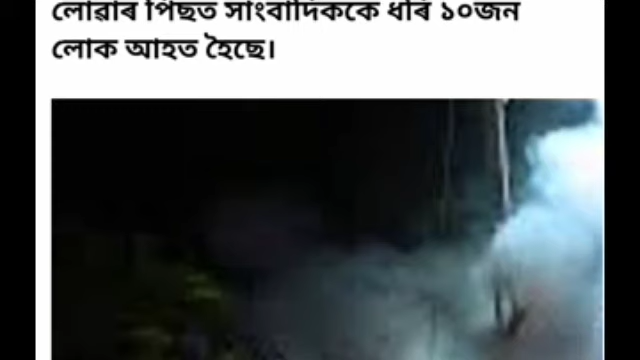 লোৱাৰ পিছত সাংবাদিককে ধৰি ১০জন
লোক আহত হৈছে।